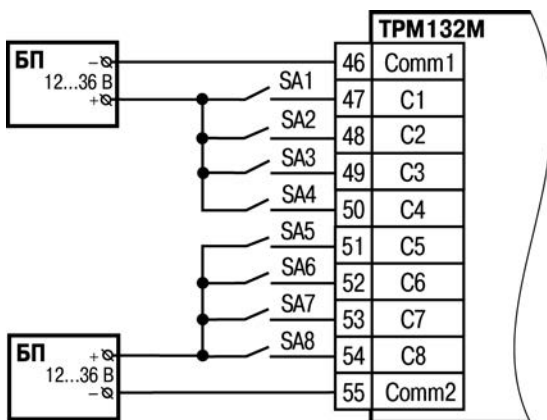 ТРМ132М
БП
–
12...36 В
+
46 Comm1
SA1
47 C1
SA2
48 C2
SA3
49 C3
SA4
50 C4
SA5
51 C5
SA6
52 C6
SA7
53 C7
SA8
54 C8
55 Comm2
БП
+
12...36 В
–